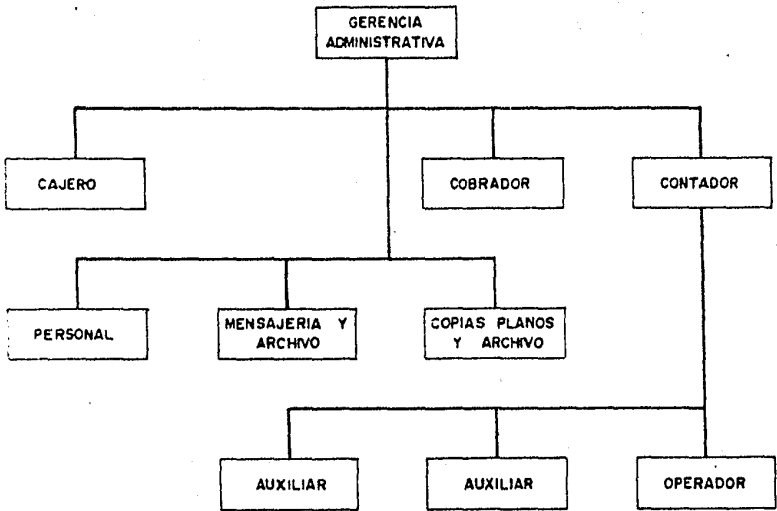 GERENCIA
ADMINISTRATIVA
CAJERO
COBRADOR
CONTADOR
PERSONAL
MENSAJERIA Y
ARCHIVO
COPIAS PLANOS
Y ARCHIVO
AUXILIAR
AUXILIAR
OPERADOR